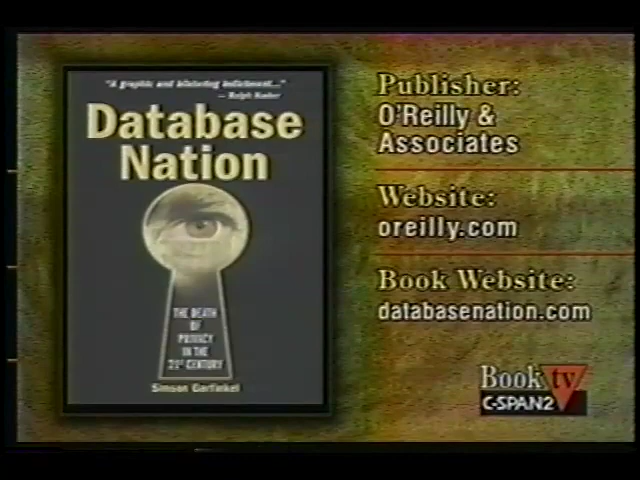 "A graphic and blistering indictment..."
— Ralph Nader
Database
Nation
THE DEATH
OF
PRIVACY
IN THE
21ST CENTURY
Simson Garfinkel
Publisher:
O'Reilly &
Associates
Website:
oreilly.com
Book Website:
databasenation.com
Book tv
C-SPAN2